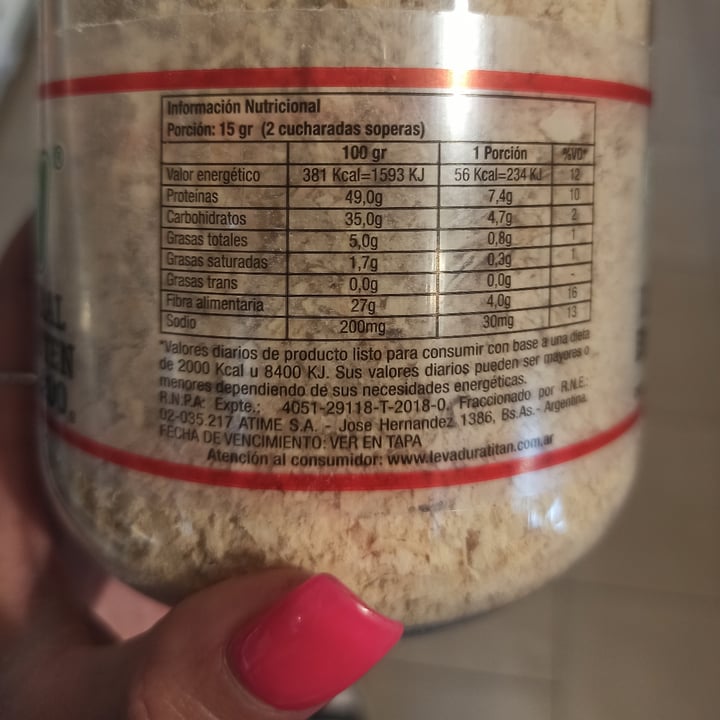 ®
Información Nutricional
Porción: 15 gr (2 cucharadas soperas)
100 gr 1 Porción %VD*
Valor energético 381 Kcal=1593 KJ 56 Kcal=234 KJ 12
Proteínas 49,0g 7,4g 10
Carbohidratos 35,0g 4,7g 2
Grasas totales 5,0g 0,8g 1
Grasas saturadas 1,7g 0,3g 1
Grasas trans 0,0g 0,0g -
Fibra alimentaria 27g 4,0g 16
Sodio 200mg 30mg 13
*Valores diarios de producto listo para consumir con base a una dieta
de 2000 Kcal u 8400 KJ. Sus valores diarios pueden ser mayores o
menores dependiendo de sus necesidades energéticas.
R.N.P.A: Expte.: 4051-29118-T-2018-0. Fraccionado por R.N.E.:
02-035.217 ATIME S.A. - Jose Hernandez 1386, Bs.As.- Argentina.
FECHA DE VENCIMIENTO: VER EN TAPA
Atención al consumidor: www.levaduratitan.com.ar